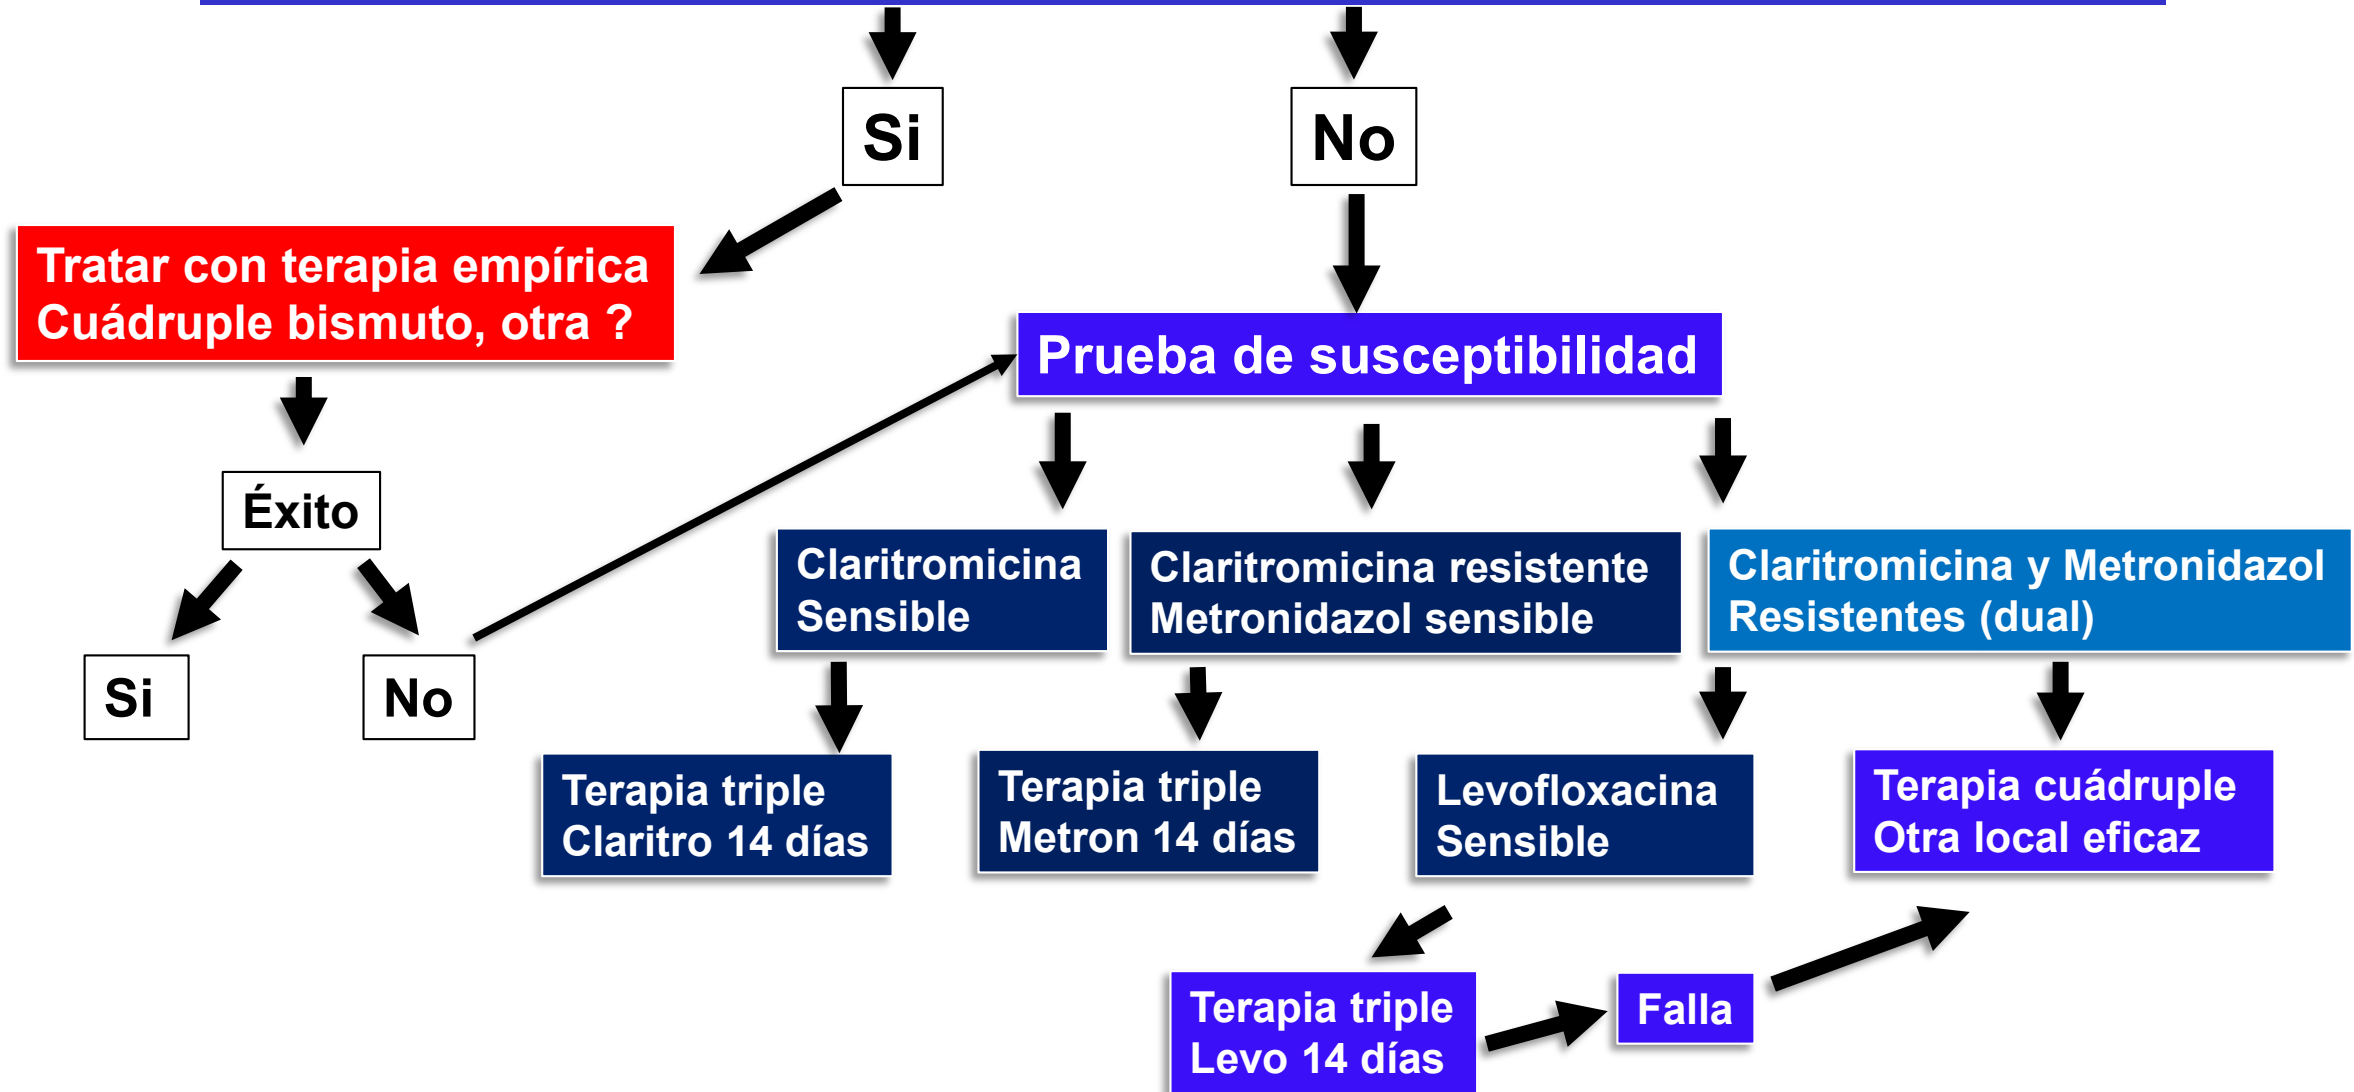 Si
No
Tratar con terapia empírica
Cuádruple bismuto, otra ?
Prueba de susceptibilidad
Éxito
Si
No
Claritromicina
Sensible
Claritromicina resistente
Metronidazol sensible
Claritromicina y Metronidazol
Resistentes (dual)
Terapia triple
Claritro 14 días
Terapia triple
Metron 14 días
Levofloxacina
Sensible
Terapia cuádruple
Otra local eficaz
Terapia triple
Levo 14 días
Falla